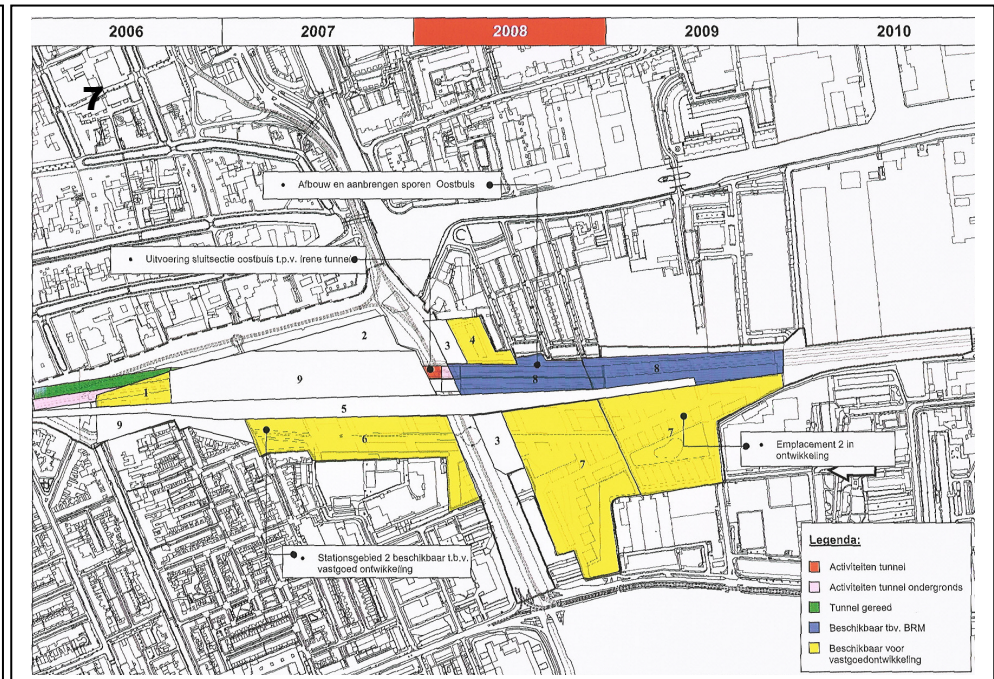 2006 2007 2008 2009 2010
7
• Afbouw en aanbrengen sporen Oostbuis
• Uitvoering sluitsectie oostbuis t.p.v. Irene tunnel
2
3
4
9
8
8
1
5
9
6
3
7
7
• Emplacement 2 in
ontwikkeling
• Stationsgebied 2 beschikbaar t.b.v.
vastgoed ontwikkeling
Legenda:
Activiteiten tunnel
Activiteiten tunnel ondergronds
Tunnel gereed
Beschikbaar tbv. BRM
Beschikbaar voor
vastgoedontwikkeling